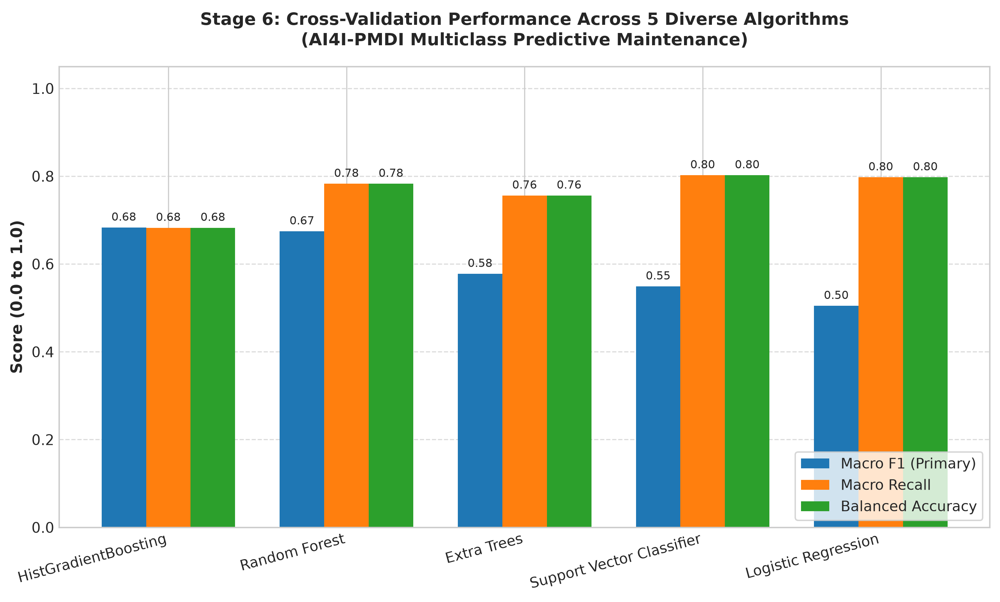 Stage 6: Cross-Validation Performance Across 5 Diverse Algorithms
(AI4I-PMDI Multiclass Predictive Maintenance)
Score (0.0 to 1.0)
1.0
0.8
0.6
0.4
0.2
0.0
0.68
0.68
0.68
0.67
0.78
0.78
0.58
0.76
0.76
0.55
0.80
0.80
0.50
0.80
0.80
Macro F1 (Primary)
Macro Recall
Balanced Accuracy
HistGradientBoosting
Random Forest
Extra Trees
Support Vector Classifier
Logistic Regression